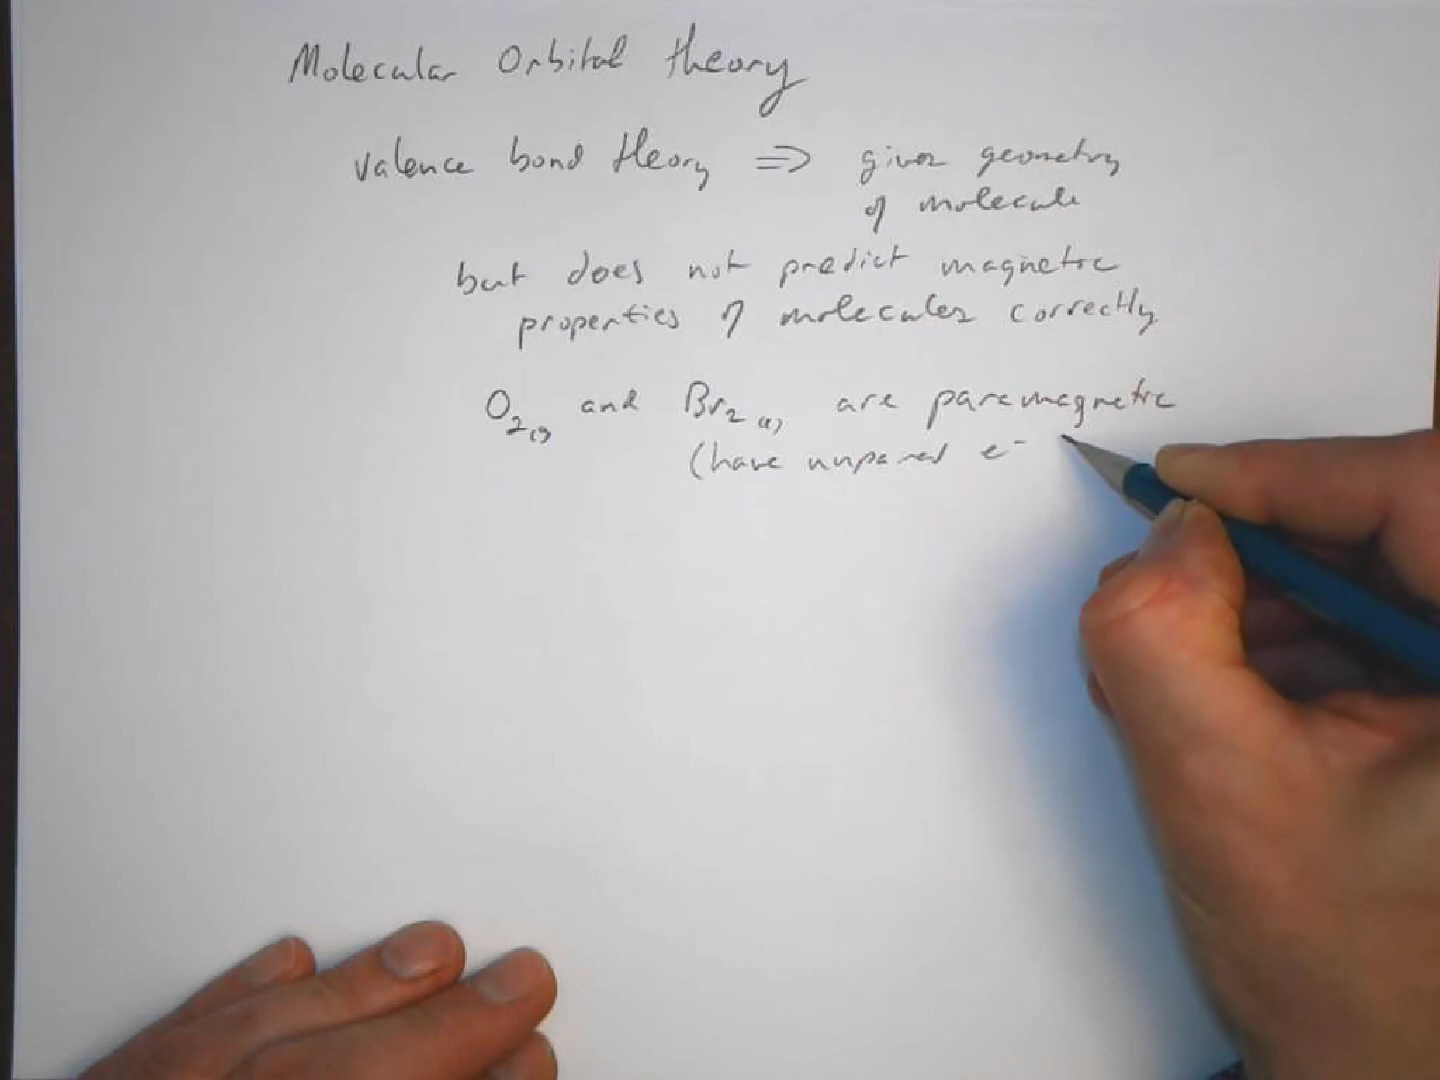 Molecular Orbital theory
valence bond theory ⇒ gives geometry
of molecule
but does not predict magnetic
properties of molecules correctly
O₂(g) and Br₂(l) are paramagnetic
(have unpaired e⁻